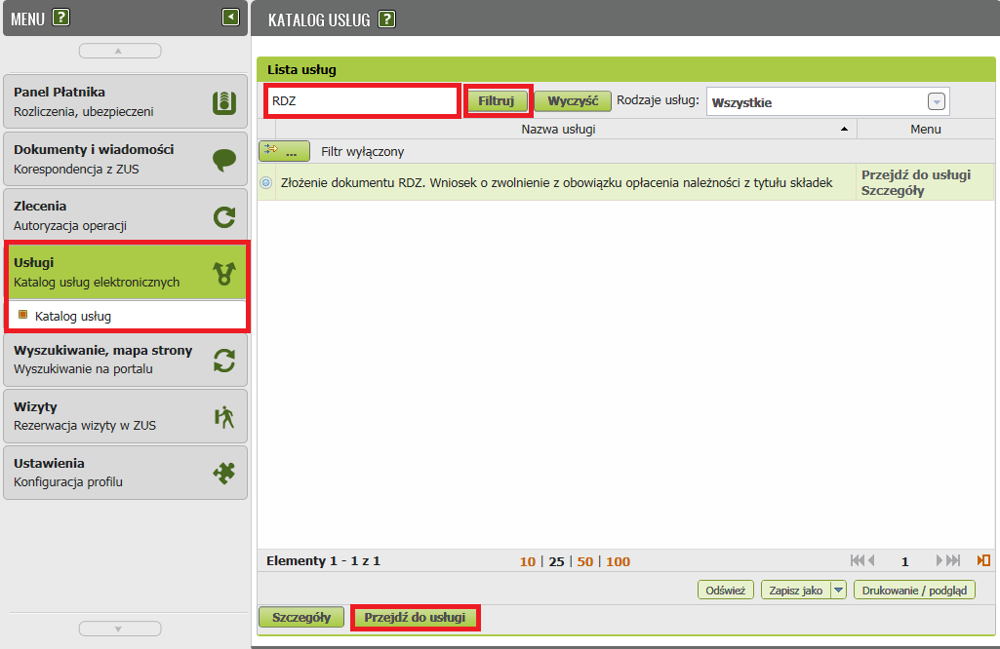 MENU ?
KATALOG USŁUG ?
Panel Płatnika
Rozliczenia, ubezpieczeni
Dokumenty i wiadomości
Korespondencja z ZUS
Zlecenia
Autoryzacja operacji
Usługi
Katalog usług elektronicznych
Katalog usług
Wyszukiwanie, mapa strony
Wyszukiwanie na portalu
Wizyty
Rezerwacja wizyty w ZUS
Ustawienia
Konfiguracja profilu
Lista usług
RDZ Filtruj Wyczyść Rodzaje usług: Wszystkie
Nazwa usługi Menu
... Filtr wyłączony
Złożenie dokumentu RDZ. Wniosek o zwolnienie z obowiązku opłacenia należności z tytułu składek Przejdź do usługi
Szczegóły
Elementy 1 - 1 z 1 10 | 25 | 50 | 100 1
Odśwież Zapisz jako Drukowanie / podgląd
Szczegóły Przejdź do usługi